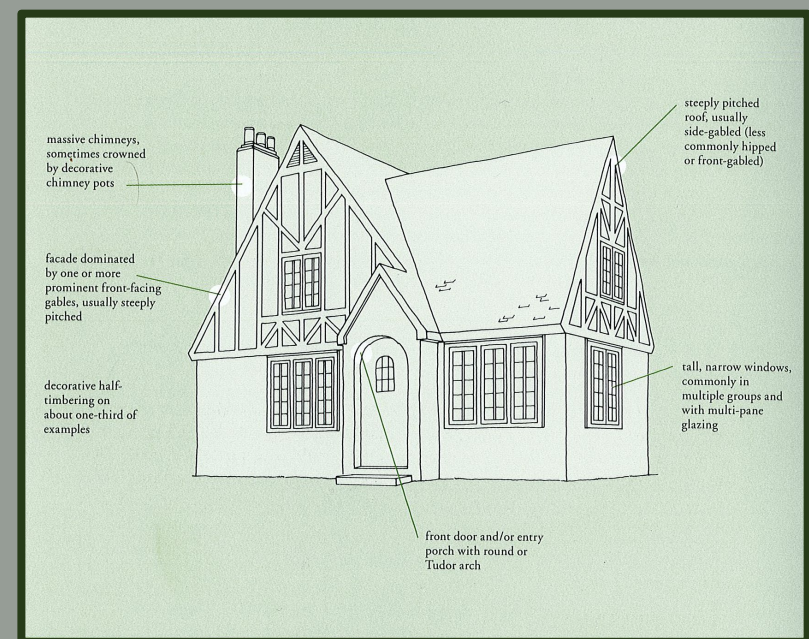 massive chimneys,
sometimes crowned
by decorative
chimney pots
steeply pitched
roof, usually
side-gabled (less
commonly hipped
or front-gabled)
facade dominated
by one or more
prominent front-facing
gables, usually steeply
pitched
decorative half-
timbering on
about one-third of
examples
tall, narrow windows,
commonly in
multiple groups and
with multi-pane
glazing
front door and/or entry
porch with round or
Tudor arch